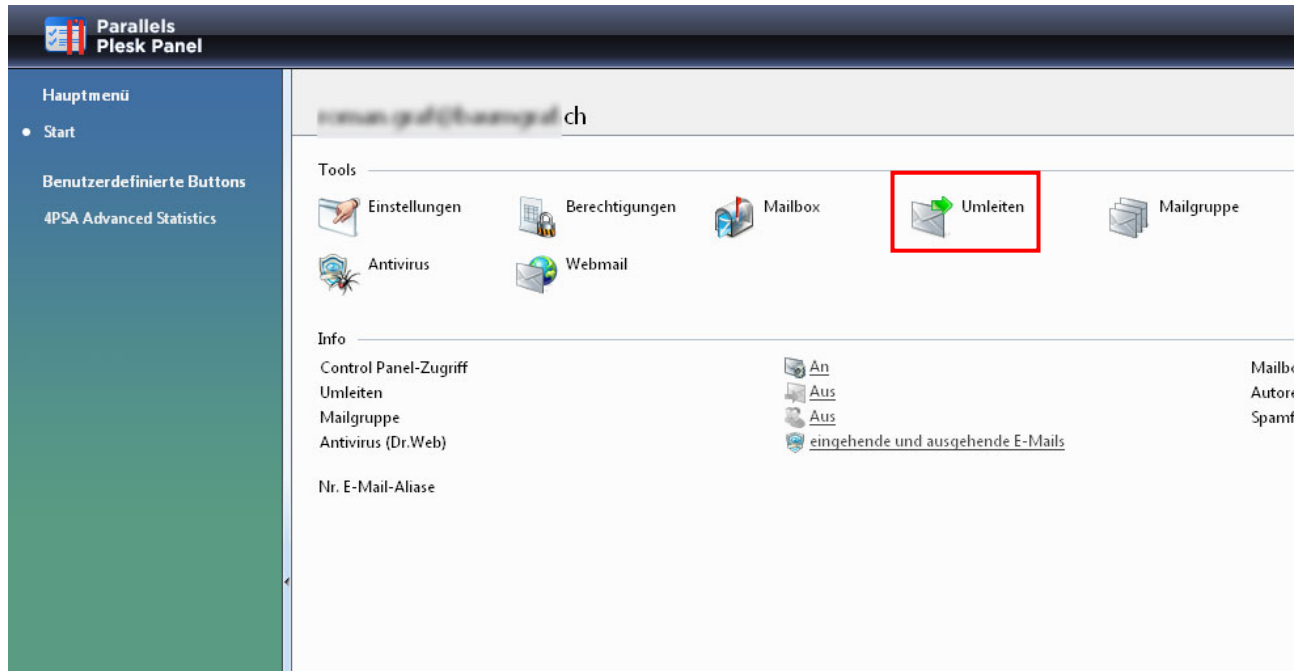 Parallels
Plesk Panel
Hauptmenü
Start
Benutzerdefinierte Buttons
4PSA Advanced Statistics
ch
Tools
Einstellungen Berechtigungen Mailbox Umleiten Mailgruppe
Antivirus Webmail
Info
Control Panel-Zugriff An
Umleiten Aus
Mailgruppe Aus
Antivirus (Dr.Web) eingehende und ausgehende E-Mails
Nr. E-Mail-Aliase